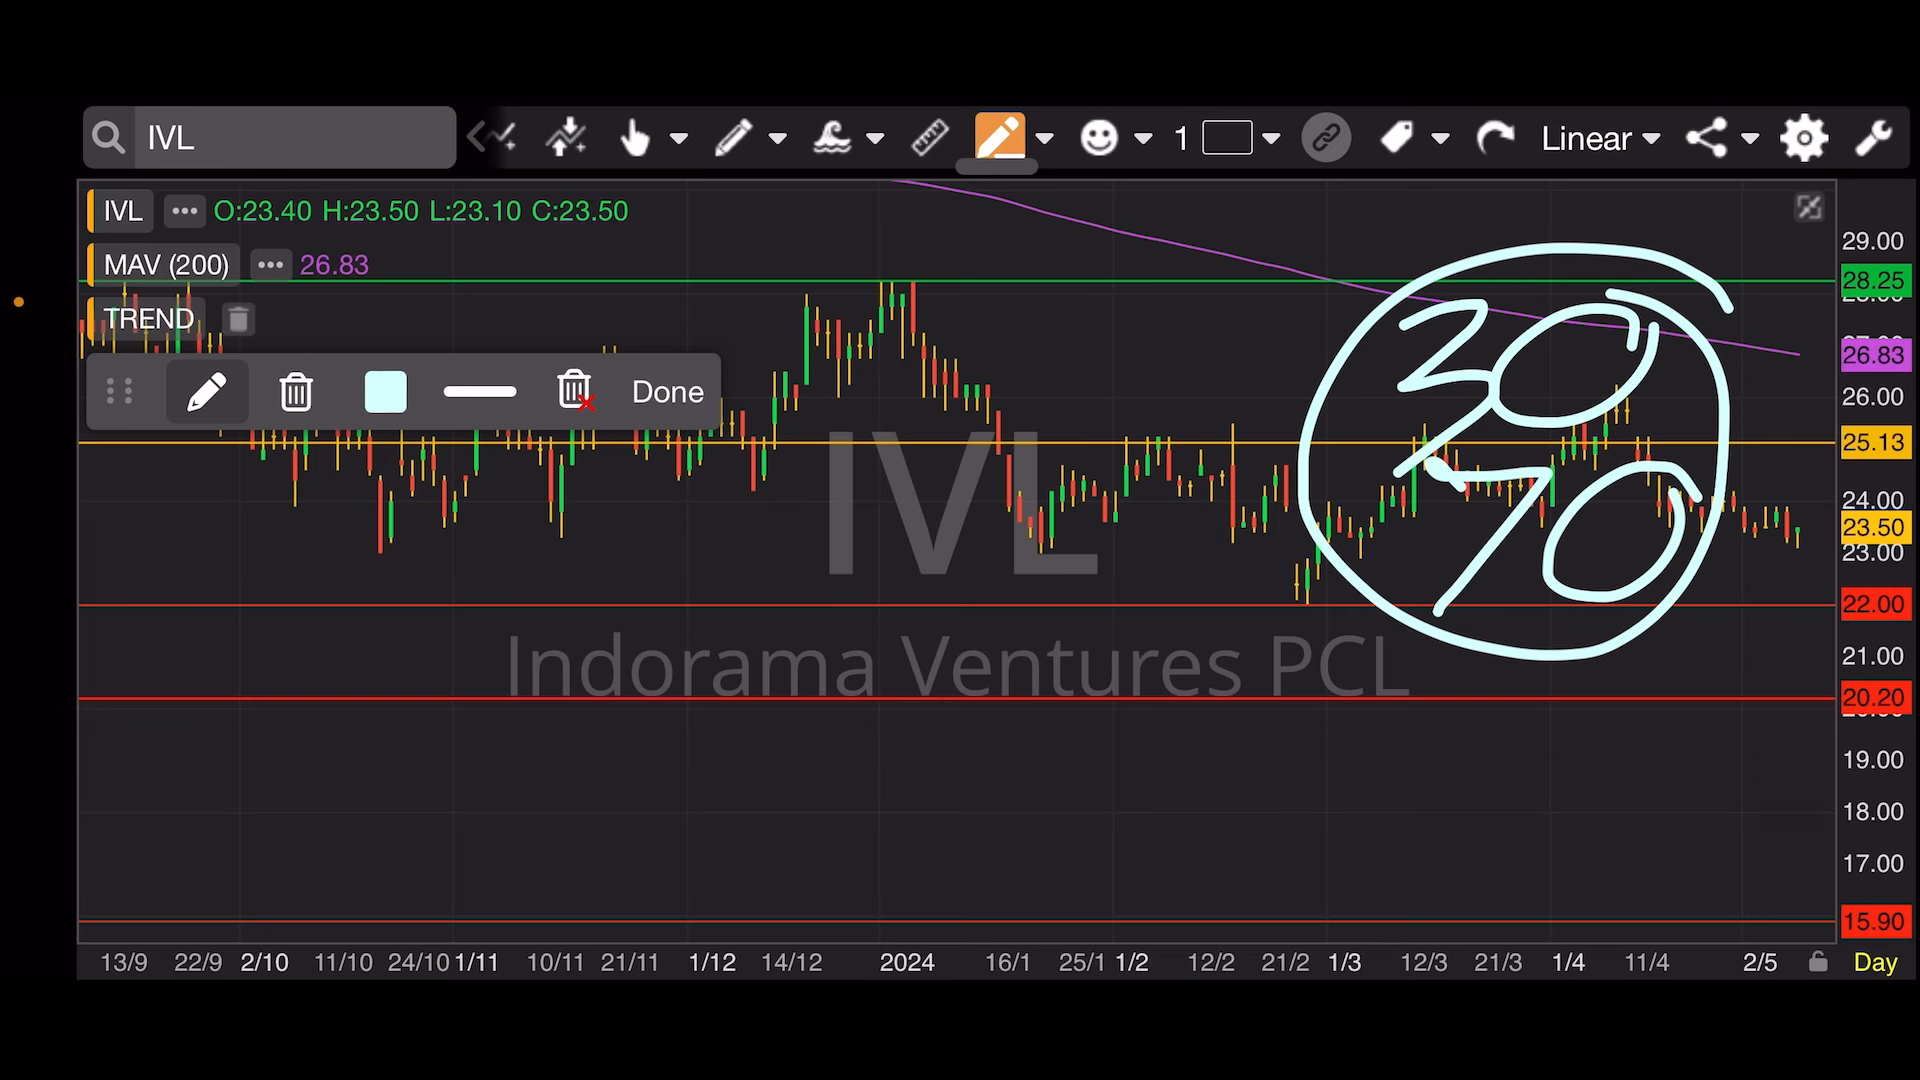 IVL 1 Linear
IVL O:23.40 H:23.50 L:23.10 C:23.50
MAV (200) 26.83
TREND
Done
29.00
28.25
26.83
26.00
25.13
24.00
23.50
23.00
22.00
21.00
20.20
19.00
18.00
17.00
15.90
IVL
Indorama Ventures PCL
70
13/9 22/9 2/10 11/10 24/10 1/11 10/11 21/11 1/12 14/12 2024 16/1 25/1 1/2 12/2 21/2 1/3 12/3 21/3 1/4 11/4 2/5 Day